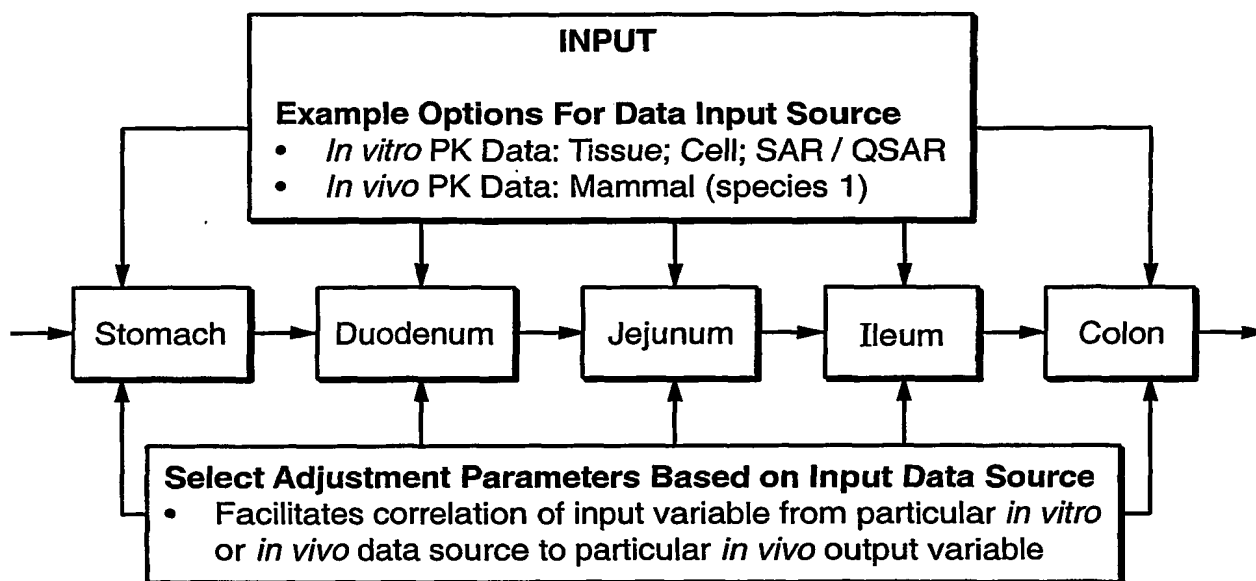 INPUT
Example Options For Data Input Source
• In vitro PK Data: Tissue; Cell; SAR / QSAR
• In vivo PK Data: Mammal (species 1)
Stomach
Duodenum
Jejunum
Ileum
Colon
Select Adjustment Parameters Based on Input Data Source
• Facilitates correlation of input variable from particular in vitro
or in vivo data source to particular in vivo output variable